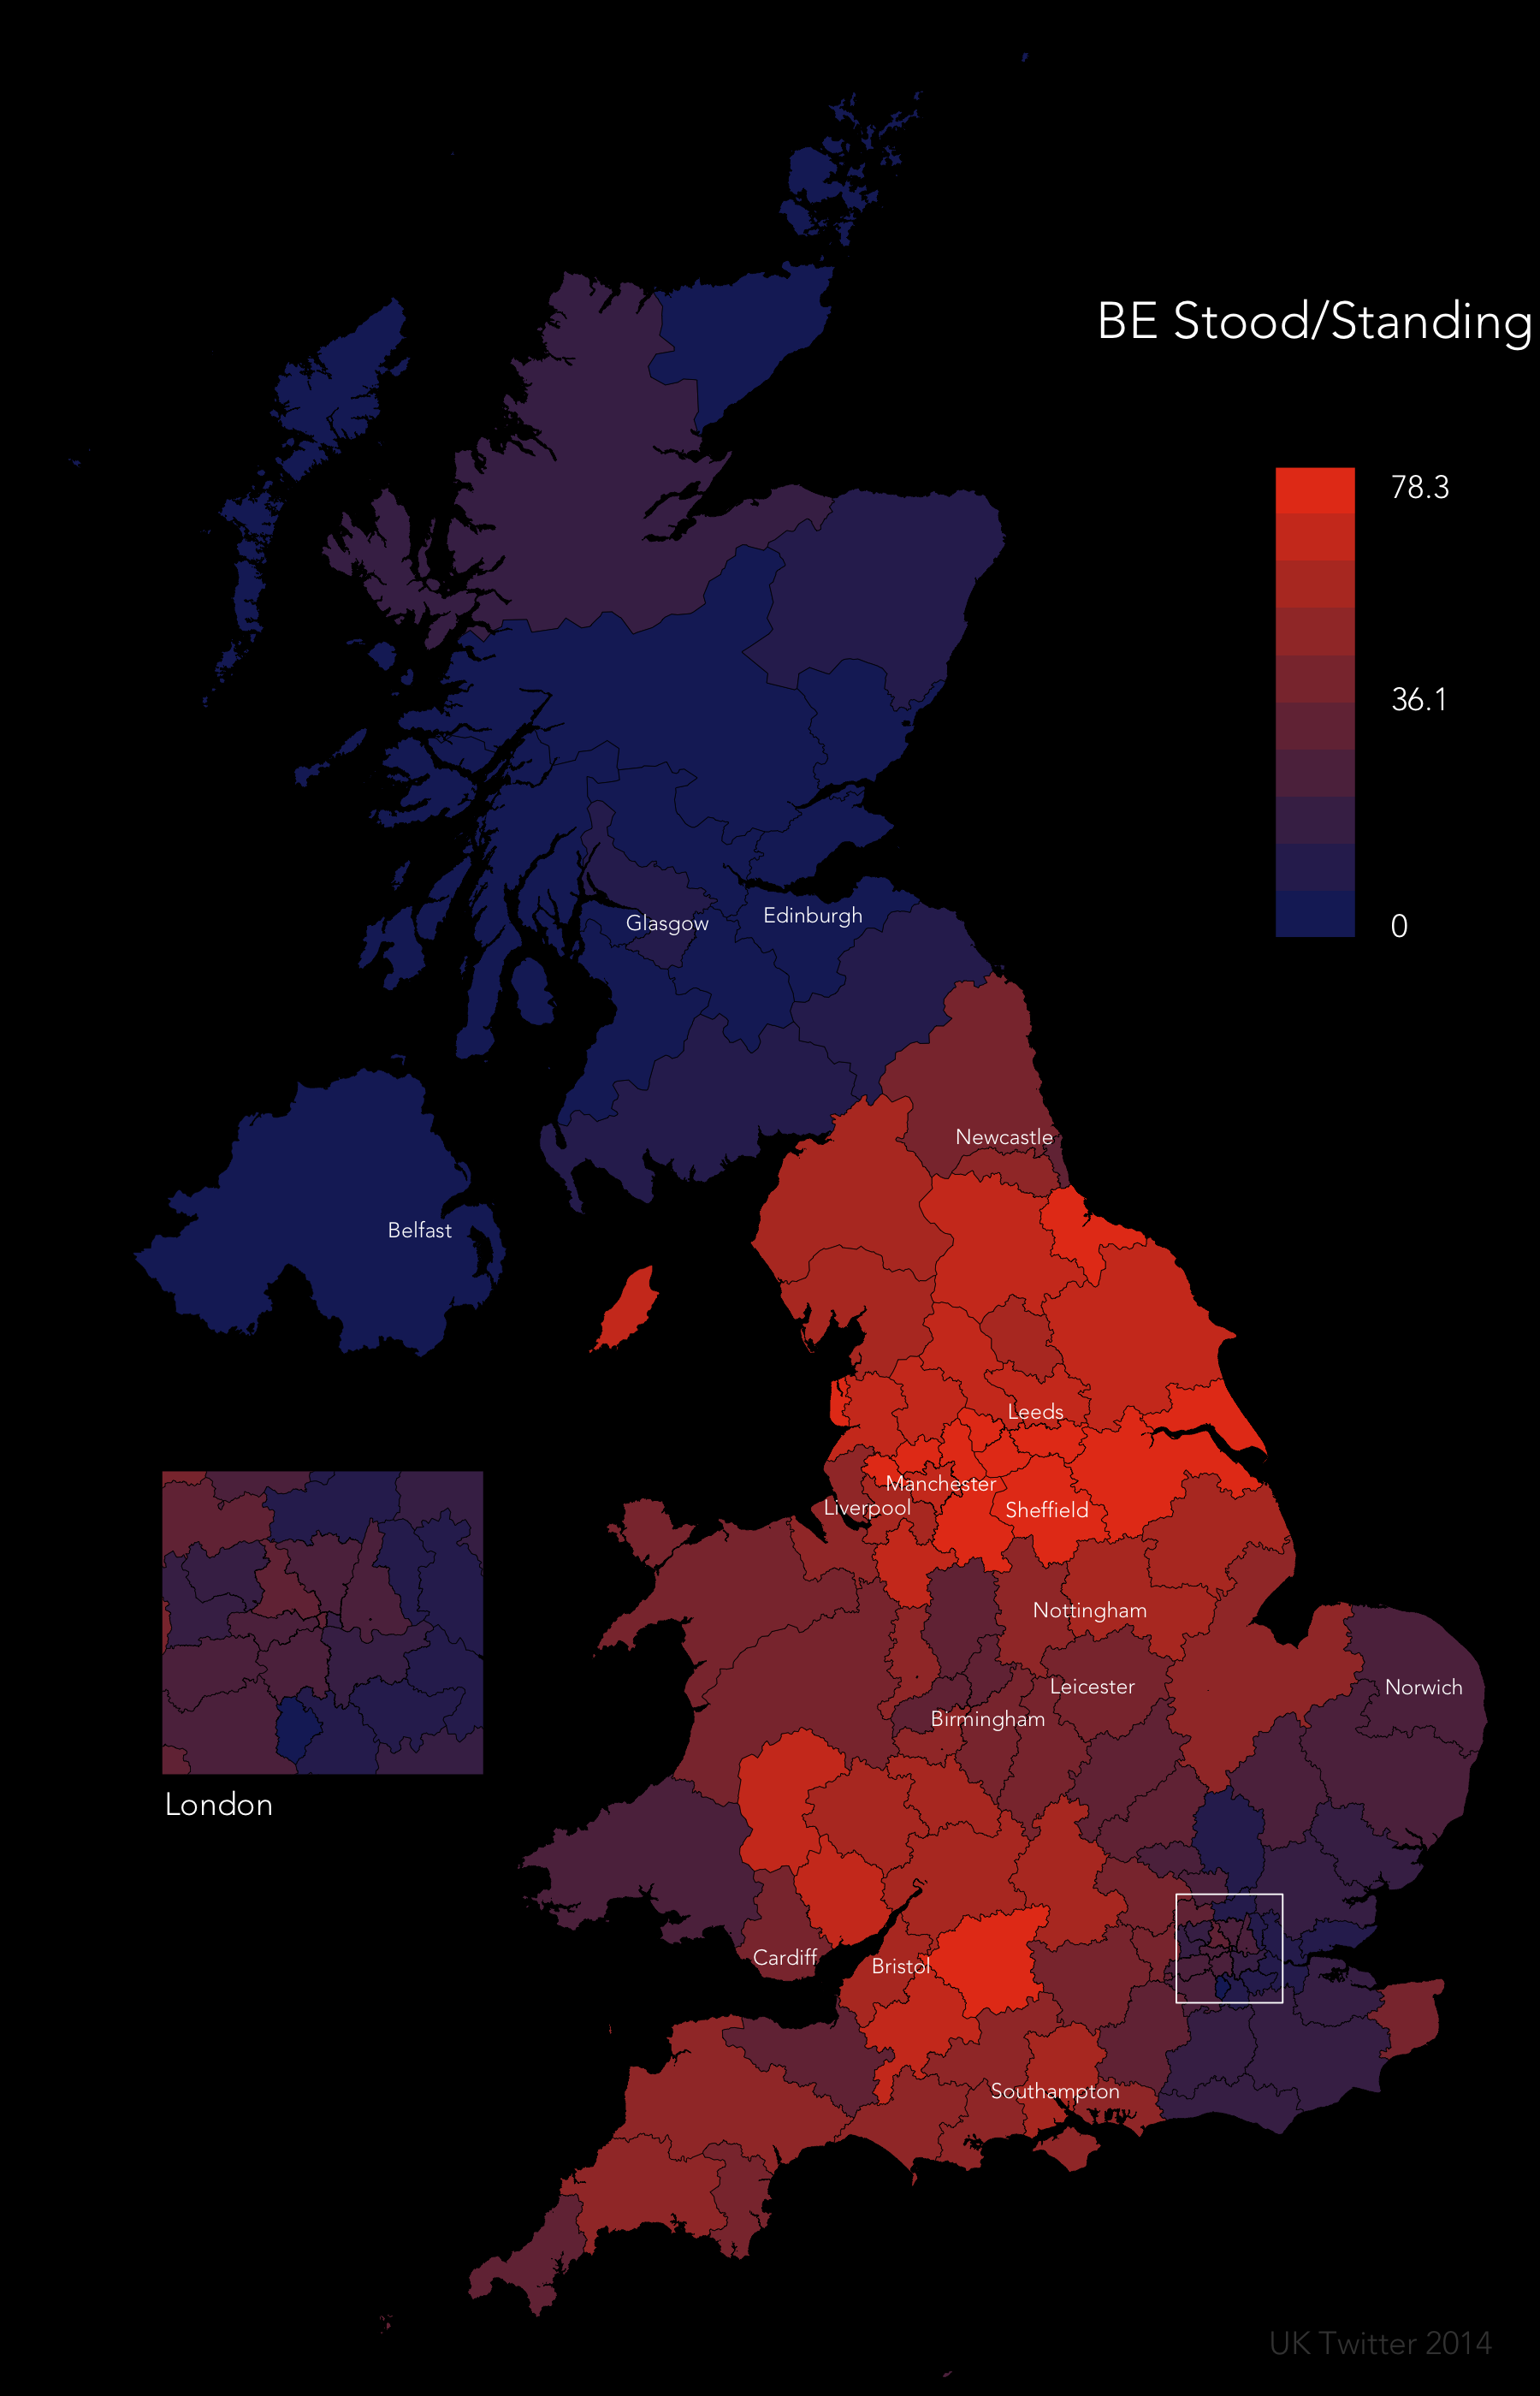 BE Stood/Standing
78.3
36.1
0
Glasgow
Edinburgh
Newcastle
Belfast
Leeds
Manchester
Liverpool
Sheffield
Nottingham
Leicester
Norwich
Birmingham
London
Cardiff
Bristol
Southampton
UK Twitter 2014